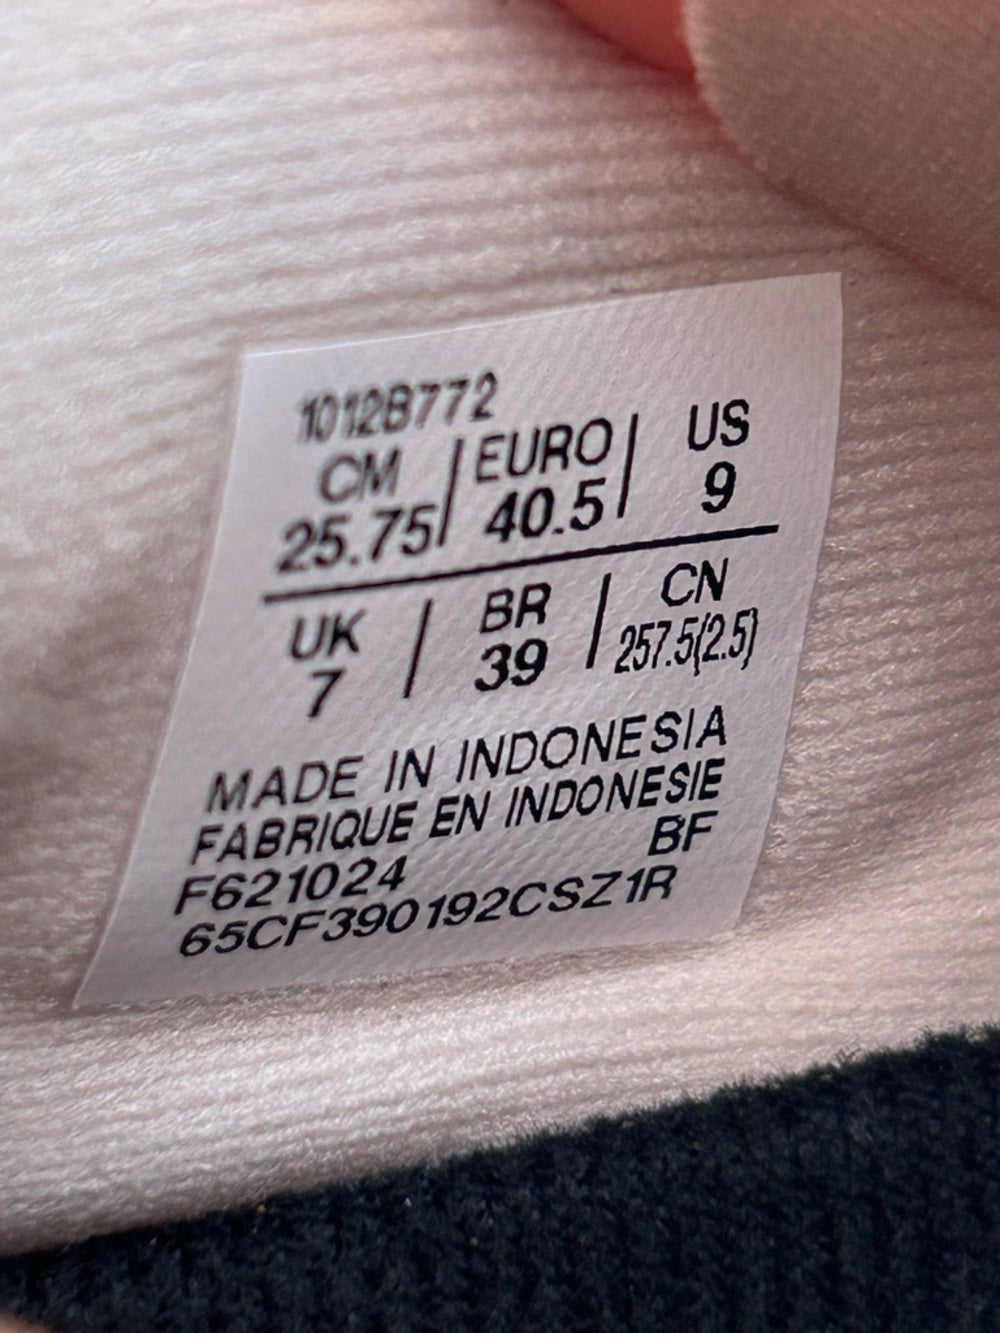 1012B772
CM | EURO | US
25.75 | 40.5 | 9
UK | BR | CN
7 | 39 | 257.5(2.5)
MADE IN INDONESIA
FABRIQUE EN INDONESIE
BF
F621024
65CF390192CSZ1R